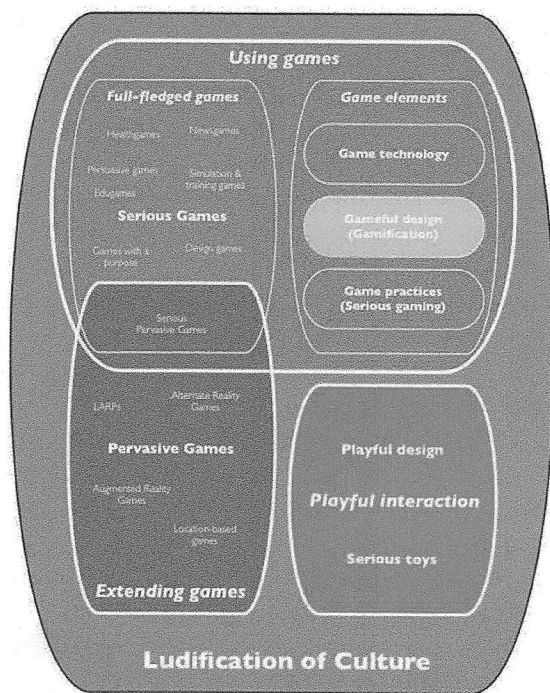 Using games
Full-fledged games
Game elements
Healthgames
Newsgames
Game technology
Persuasive games
Simulation &
training games
Edugames
Serious Games
Gameful design
(Gamification)
Games with a
purpose
Design games
Game practices
(Serious gaming)
Serious
Pervasive Games
LARPs
Alternate Reality
Games
Pervasive Games
Playful design
Augmented Reality
Games
Playful interaction
Location-based
games
Serious toys
Extending games
Ludification of Culture